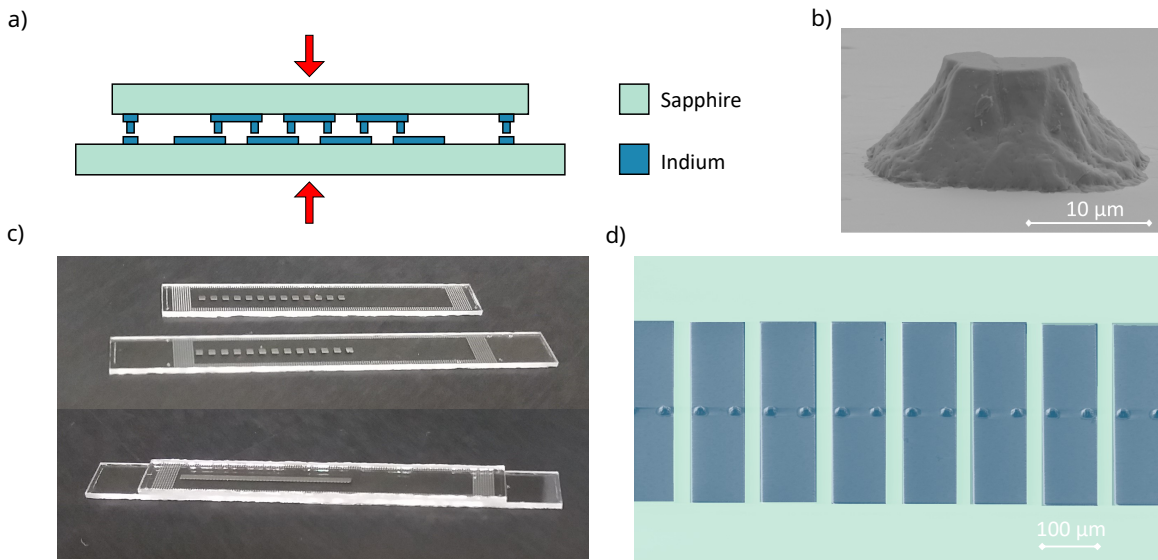 a)
Sapphire
Indium
b)
10 μm
c)
d)
100 μm